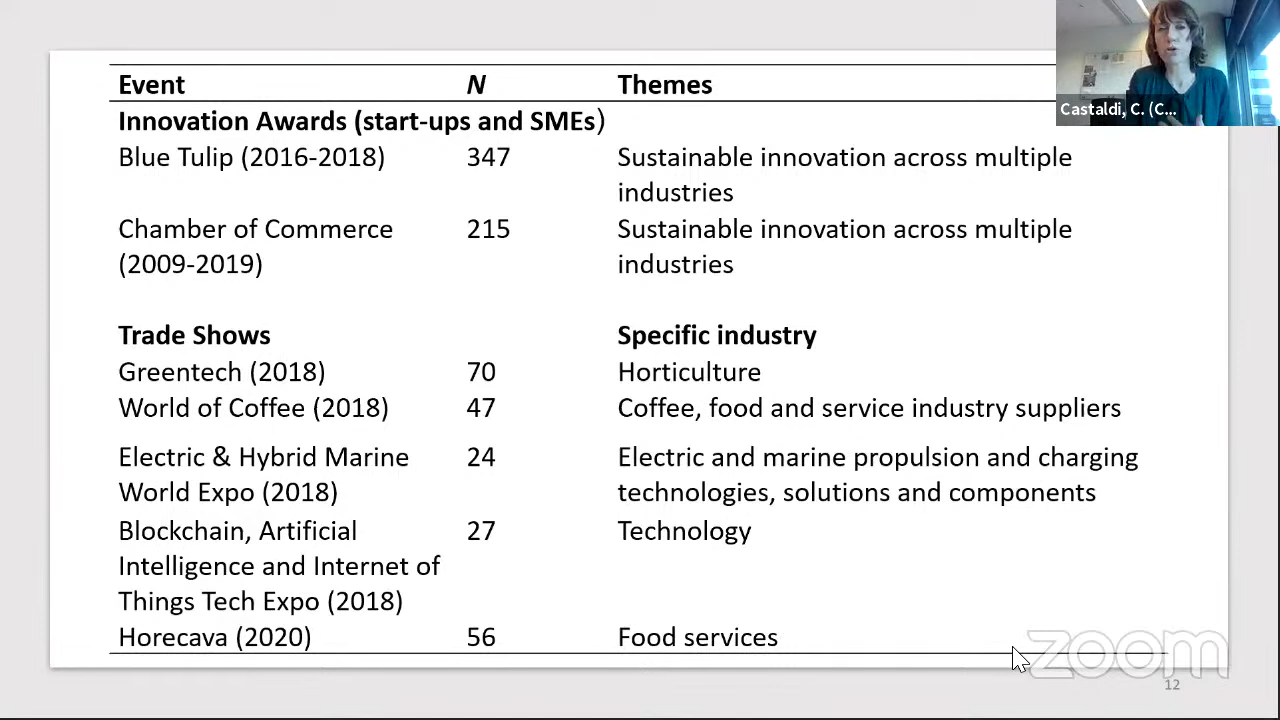 Event N Themes
Innovation Awards (start-ups and SMEs)
Blue Tulip (2016-2018) 347 Sustainable innovation across multiple
industries
Chamber of Commerce 215 Sustainable innovation across multiple
(2009-2019) industries
Trade Shows Specific industry
Greentech (2018) 70 Horticulture
World of Coffee (2018) 47 Coffee, food and service industry suppliers
Electric & Hybrid Marine 24 Electric and marine propulsion and charging
World Expo (2018) technologies, solutions and components
Blockchain, Artificial 27 Technology
Intelligence and Internet of
Things Tech Expo (2018)
Horecava (2020) 56 Food services
Castaldi, C. (C...
zoom
12